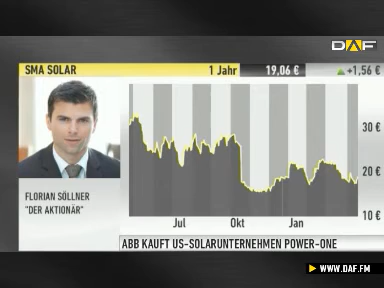 DAF
SMA SOLAR 1 Jahr 19,06 € +1,56 €
30 €
20 €
10 €
Jul Okt Jan
FLORIAN SÖLLNER
"DER AKTIONÄR"
ABB KAUFT US-SOLARUNTERNEHMEN POWER-ONE
WWW.DAF.FM